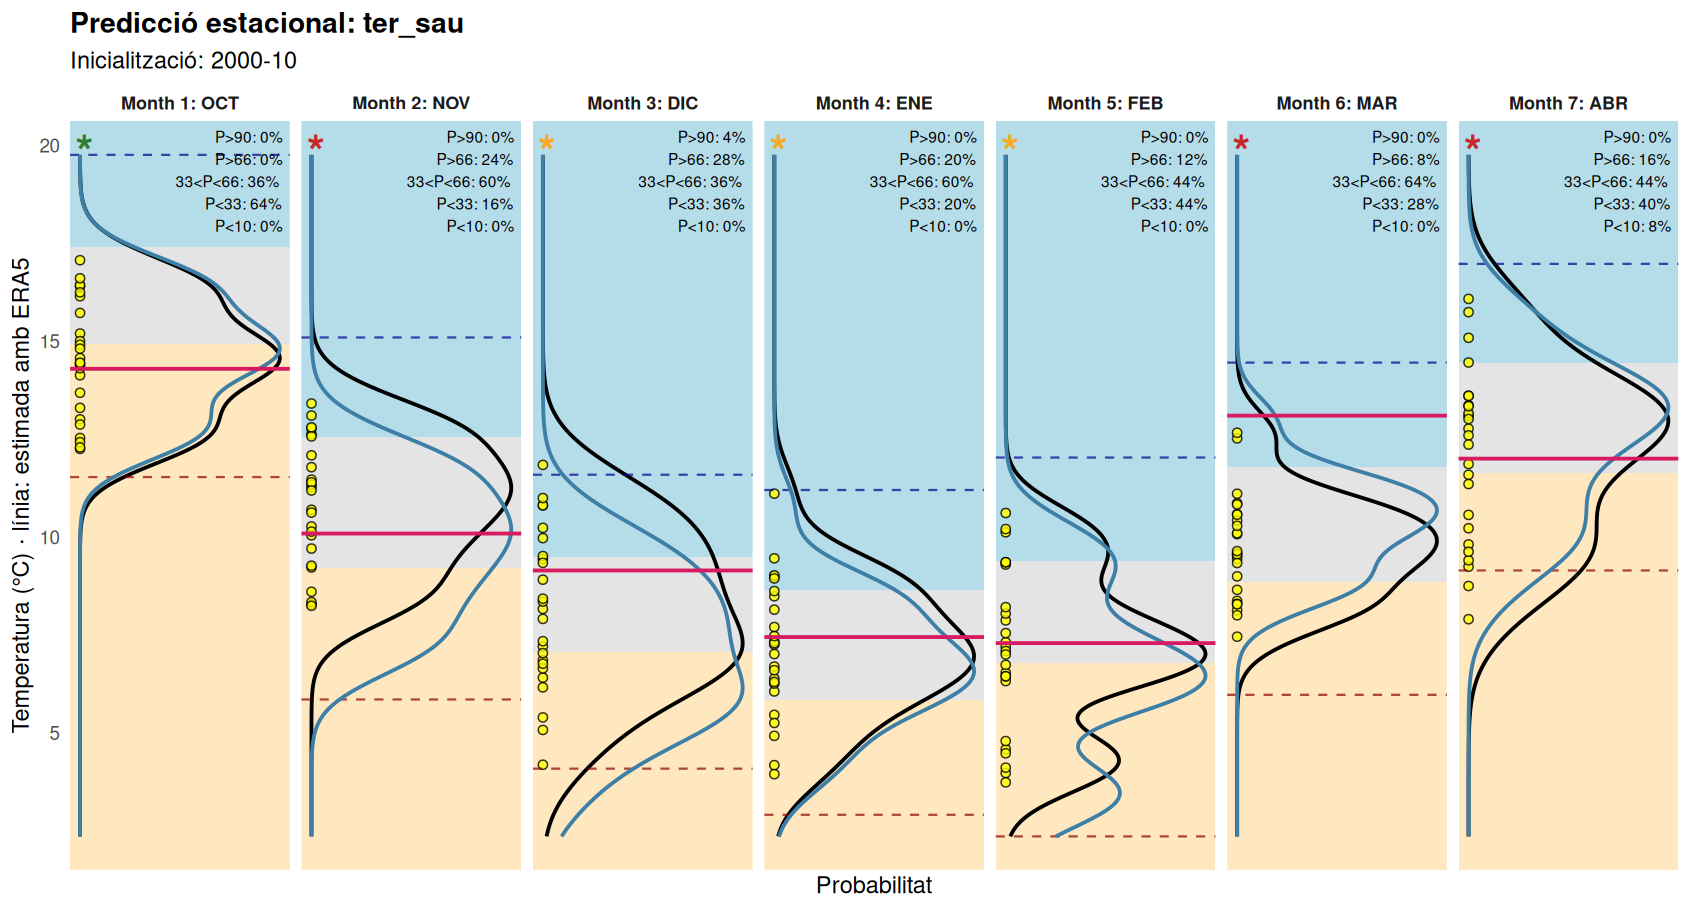 Predicció estacional: ter_sau
Inicialització: 2000-10
Month 1: OCT
Month 2: NOV
Month 3: DIC
Month 4: ENE
Month 5: FEB
Month 6: MAR
Month 7: ABR
Temperatura (°C) · línia: estimada amb ERA5
20
15
10
5
*
P>90: 0%
P>66: 0%
33<P<66: 36%
P<33: 64%
P<10: 0%
*
P>90: 0%
P>66: 24%
33<P<66: 60%
P<33: 16%
P<10: 0%
*
P>90: 4%
P>66: 28%
33<P<66: 36%
P<33: 36%
P<10: 0%
*
P>90: 0%
P>66: 20%
33<P<66: 60%
P<33: 20%
P<10: 0%
*
P>90: 0%
P>66: 12%
33<P<66: 44%
P<33: 44%
P<10: 0%
*
P>90: 0%
P>66: 8%
33<P<66: 64%
P<33: 28%
P<10: 0%
*
P>90: 0%
P>66: 16%
33<P<66: 44%
P<33: 40%
P<10: 8%
Probabilitat